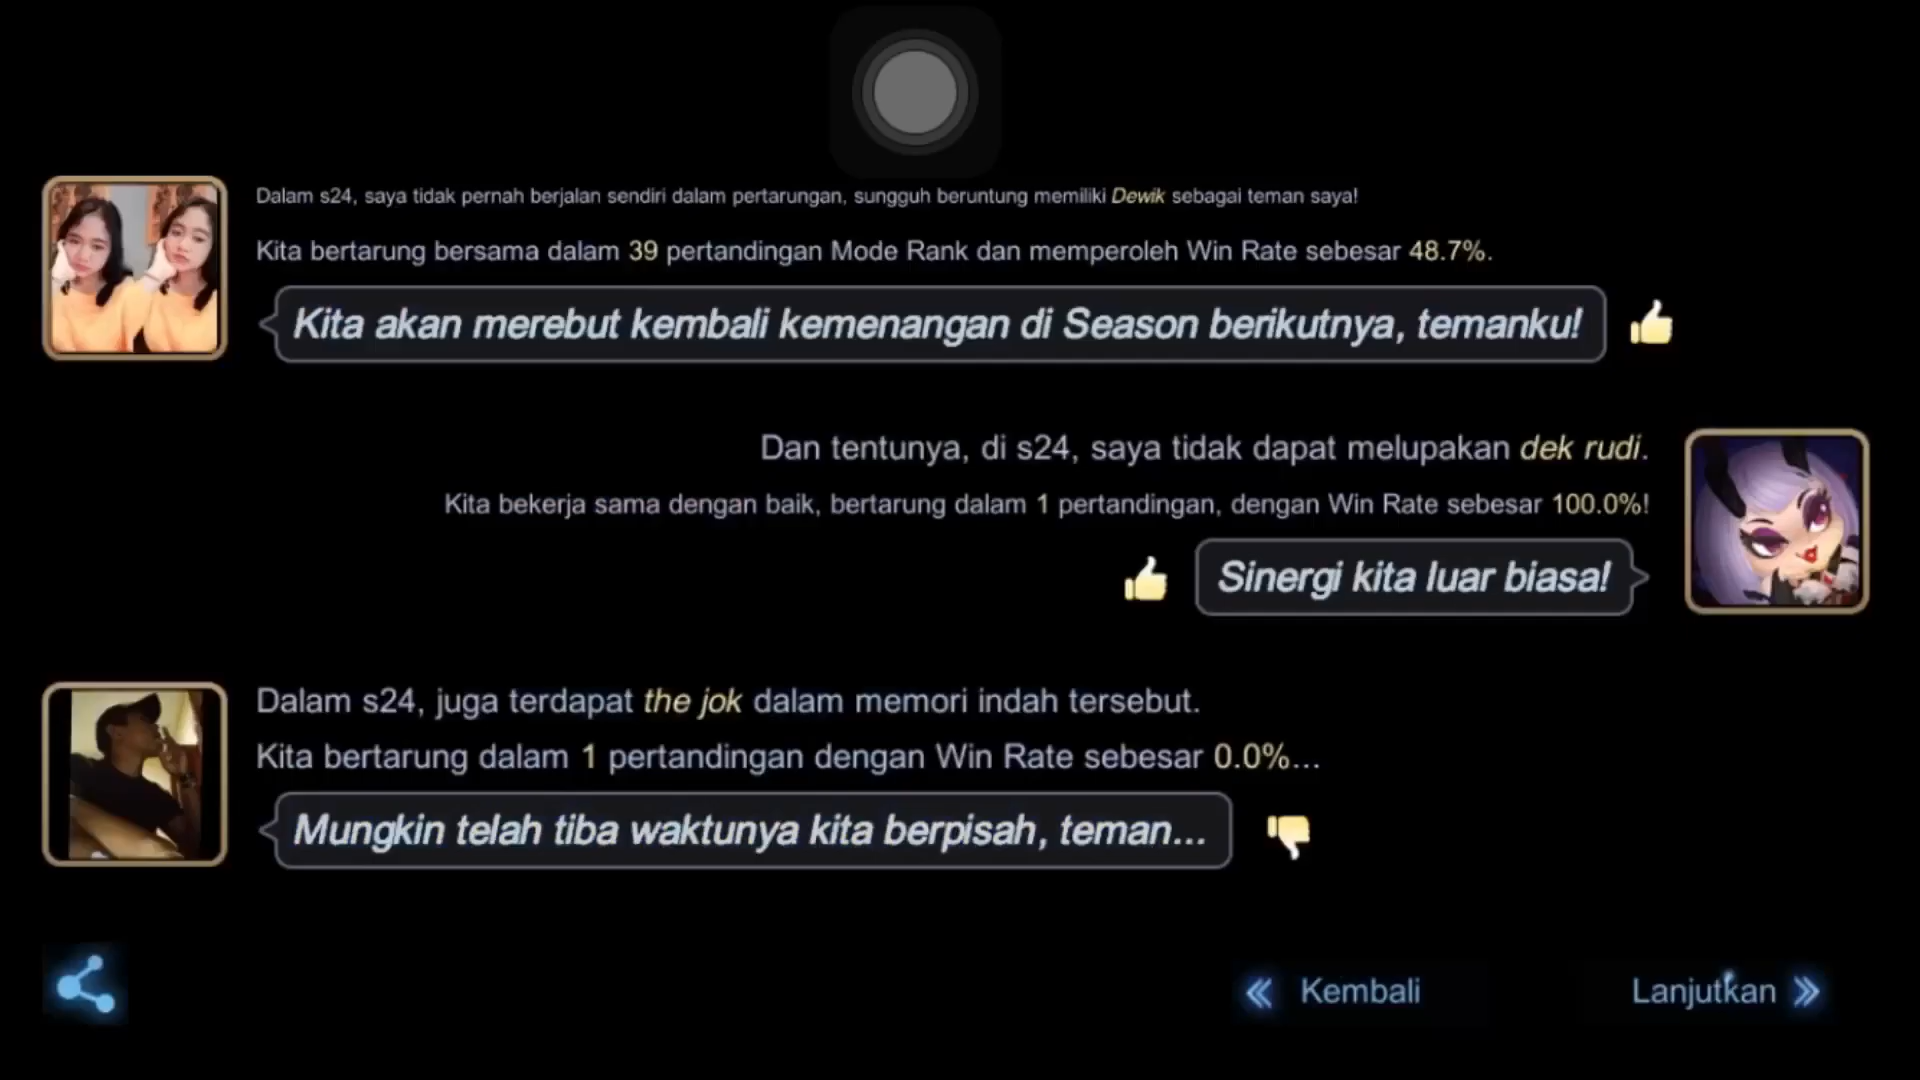 Dalam s24, saya tidak pernah berjalan sendiri dalam pertarungan, sungguh beruntung memiliki Dewik sebagai teman saya!
Kita bertarung bersama dalam 39 pertandingan Mode Rank dan memperoleh Win Rate sebesar 48.7%.
Kita akan merebut kembali kemenangan di Season berikutnya, temanku!
Dan tentunya, di s24, saya tidak dapat melupakan dek rudi.
Kita bekerja sama dengan baik, bertarung dalam 1 pertandingan, dengan Win Rate sebesar 100.0%!
Sinergi kita luar biasa!
Dalam s24, juga terdapat the jok dalam memori indah tersebut.
Kita bertarung dalam 1 pertandingan dengan Win Rate sebesar 0.0%...
Mungkin telah tiba waktunya kita berpisah, teman...
Kembali
Lanjutkan